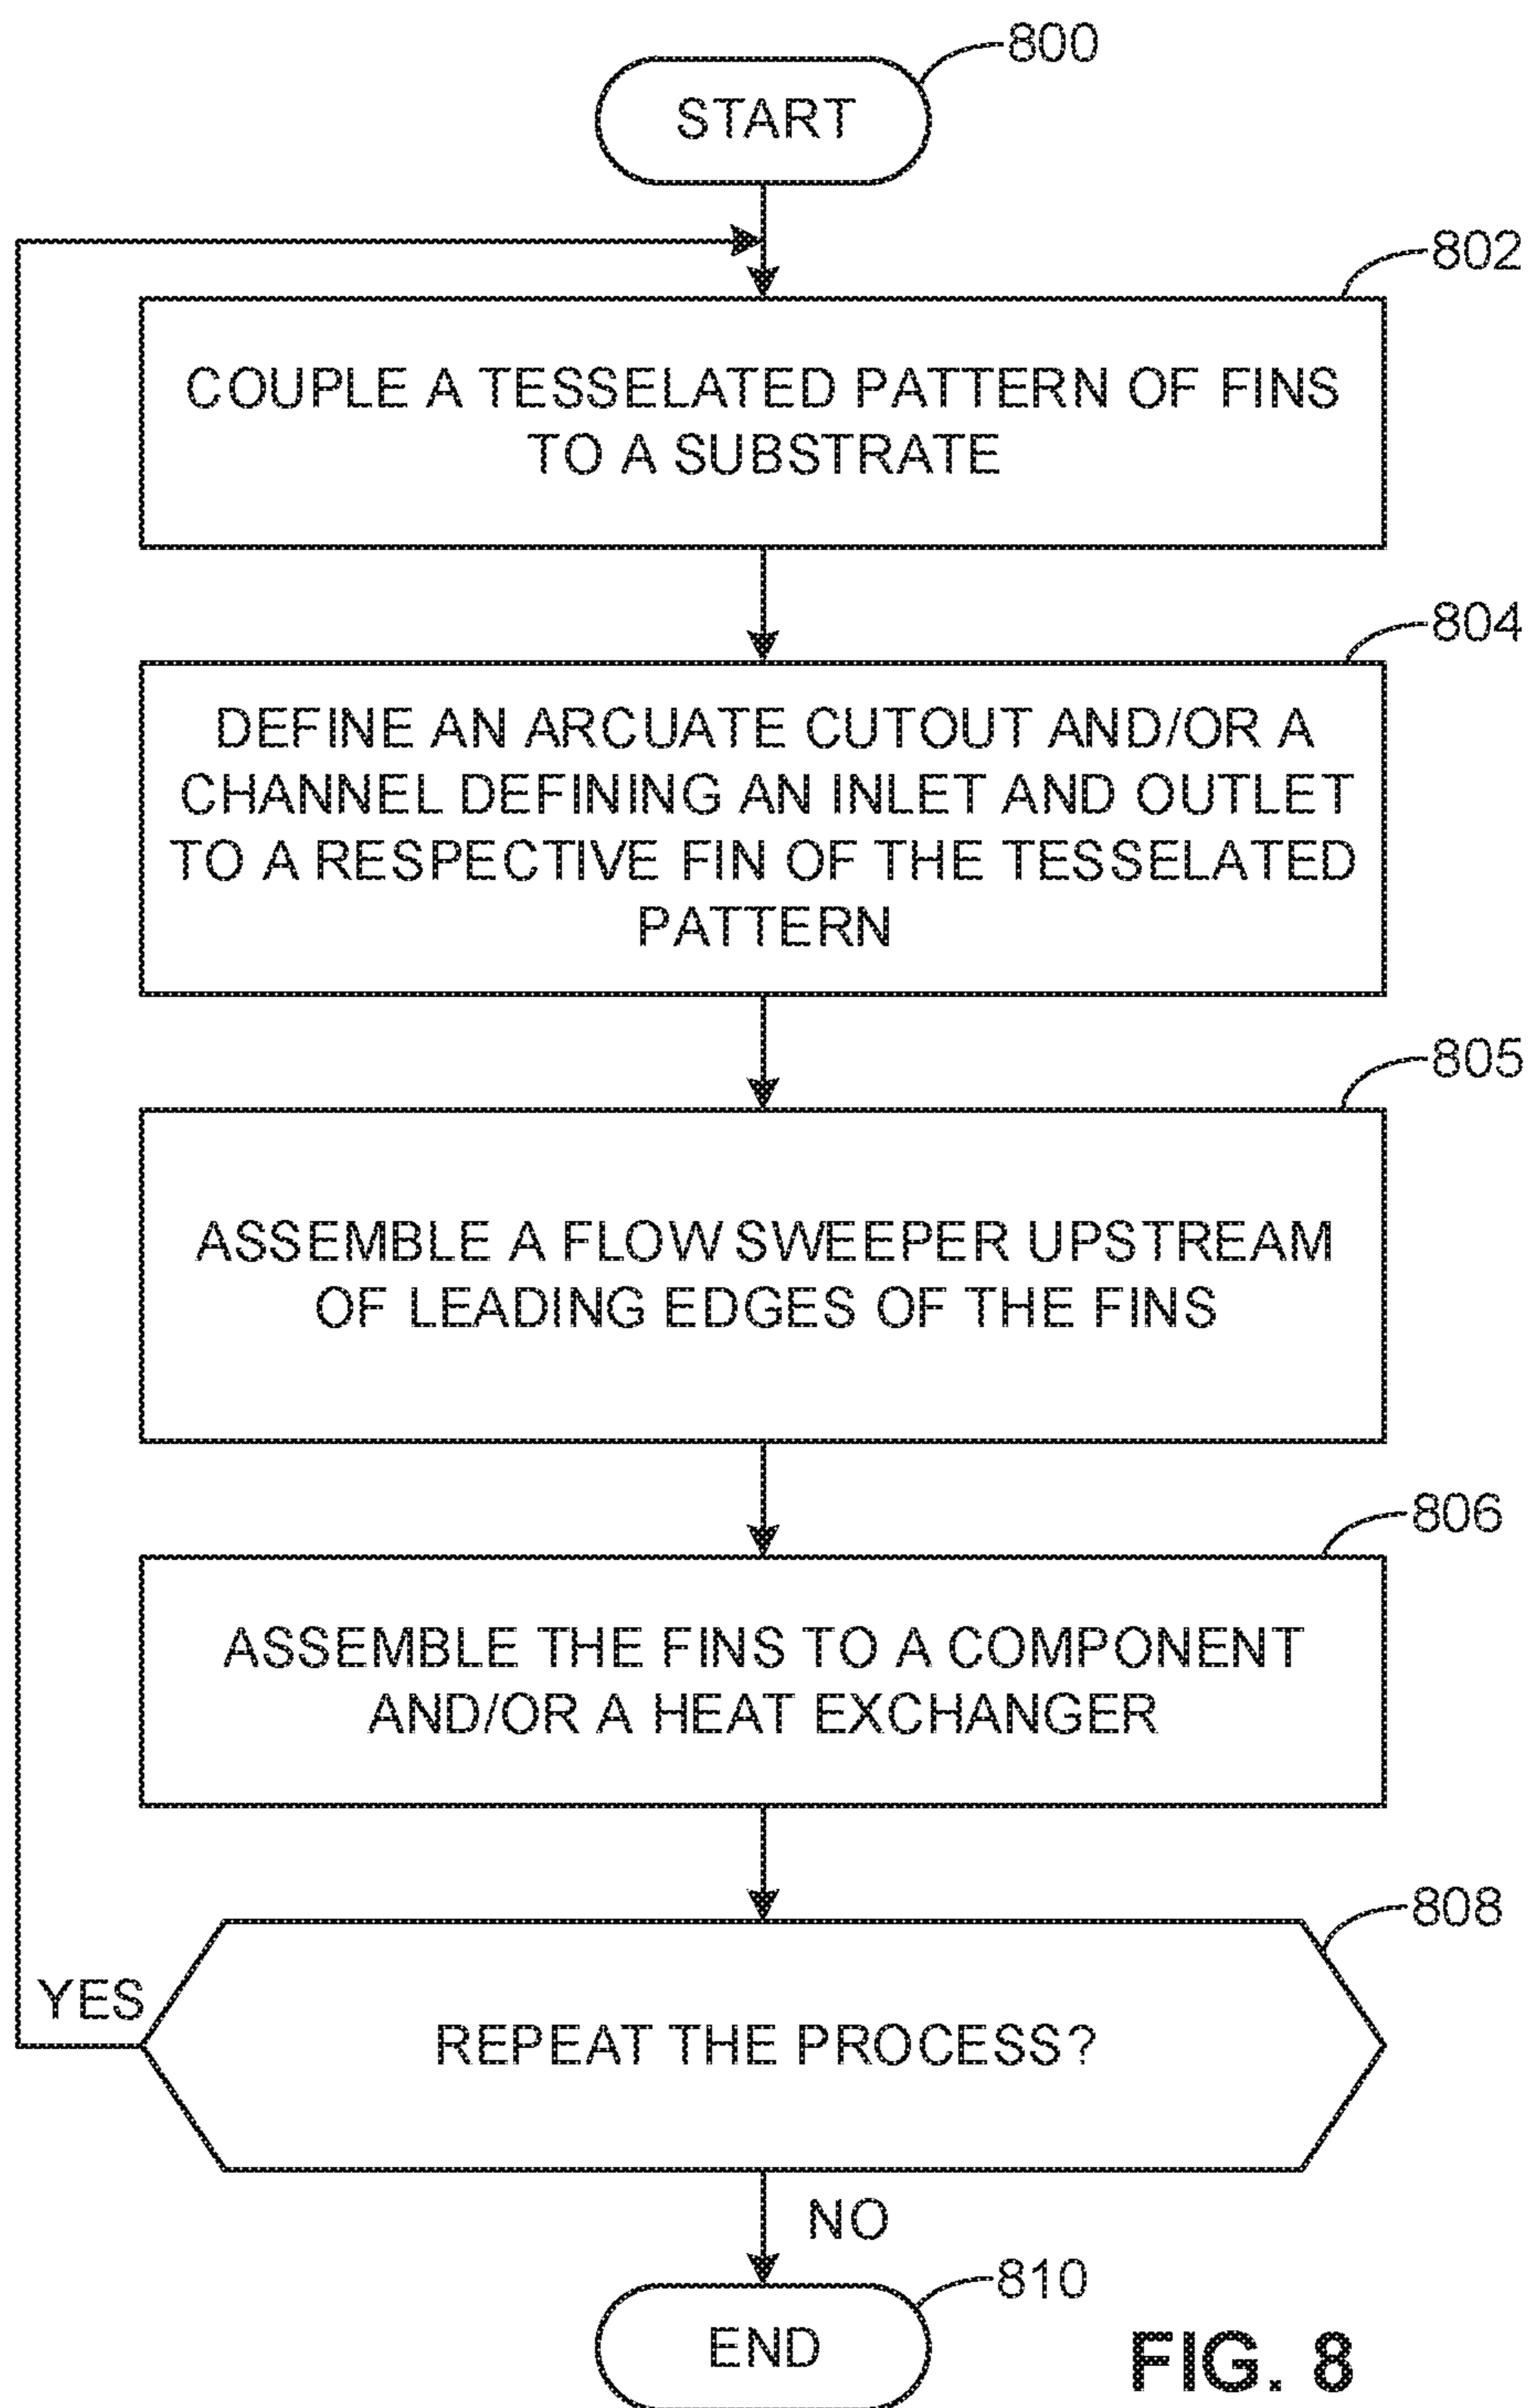 800
START
802
COUPLE A TESSELATED PATTERN OF FINS
TO A SUBSTRATE
804
DEFINE AN ARCUATE CUTOUT AND/OR A
CHANNEL DEFINING AN INLET AND OUTLET
TO A RESPECTIVE FIN OF THE TESSELATED
PATTERN
805
ASSEMBLE A FLOW SWEEPER UPSTREAM
OF LEADING EDGES OF THE FINS
806
ASSEMBLE THE FINS TO A COMPONENT
AND/OR A HEAT EXCHANGER
808
YES
REPEAT THE PROCESS?
NO
810
END
FIG. 8